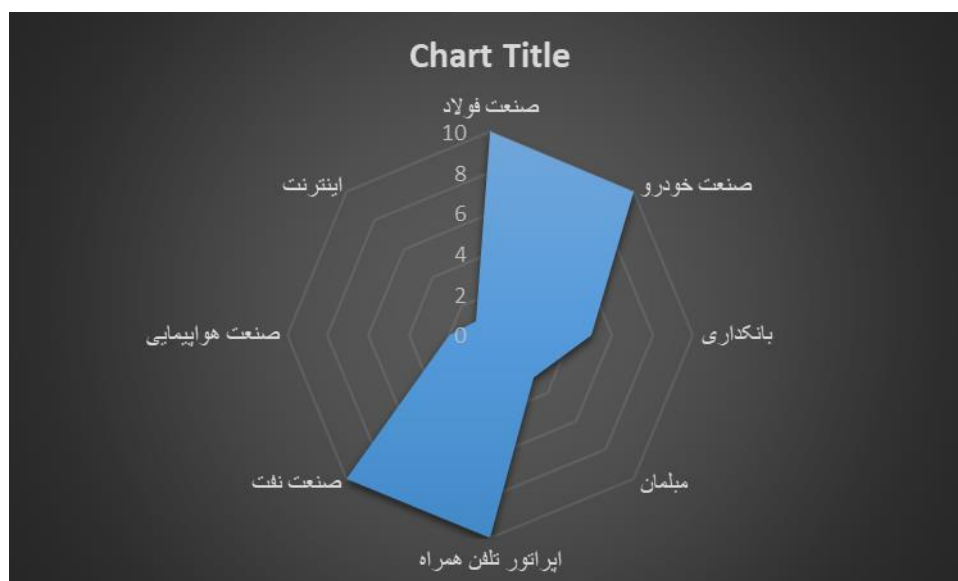 Chart Title
صنعت فولاد
10
8
6
4
2
0
صنعت خودرو
بانکداری
مبلمان
اپراتور تلفن همراه
صنعت نفت
صنعت هواپیمایی
اینترنت